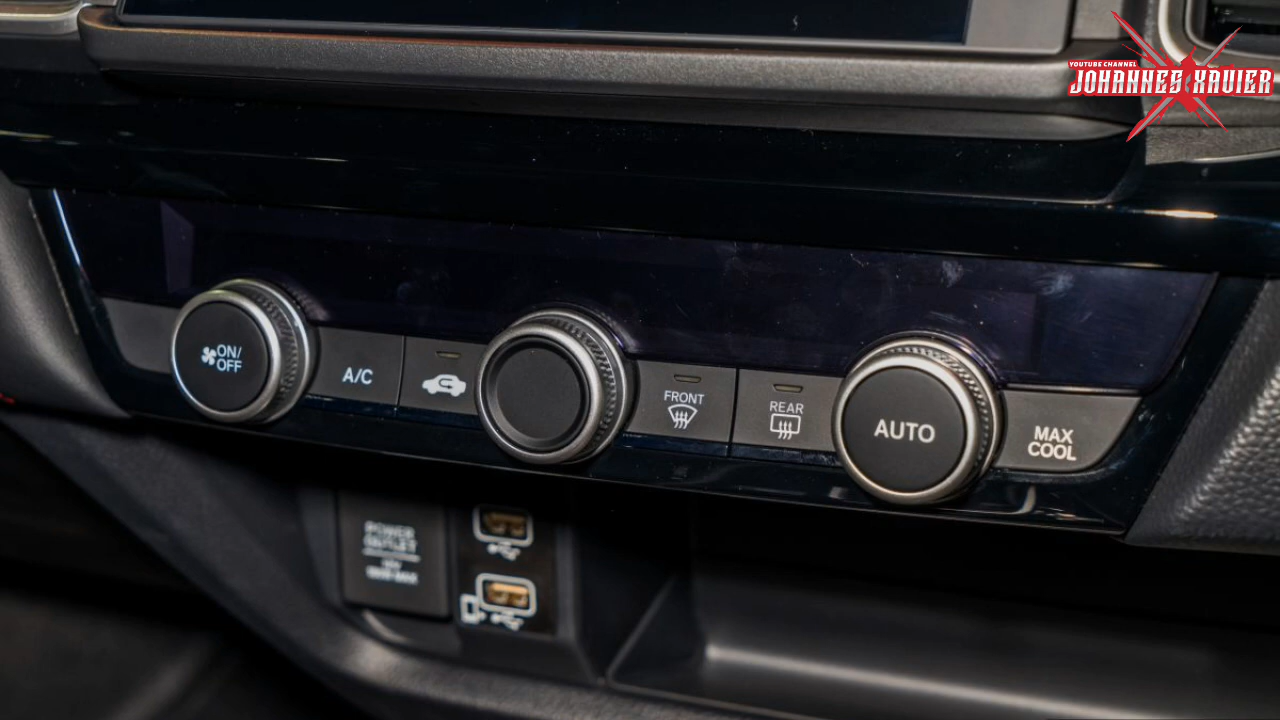 YOUTUBE CHANNEL
JOHANNES XAVIER
ON/
OFF
A/C
FRONT
REAR
AUTO
MAX
COOL
POWER
OUTLET